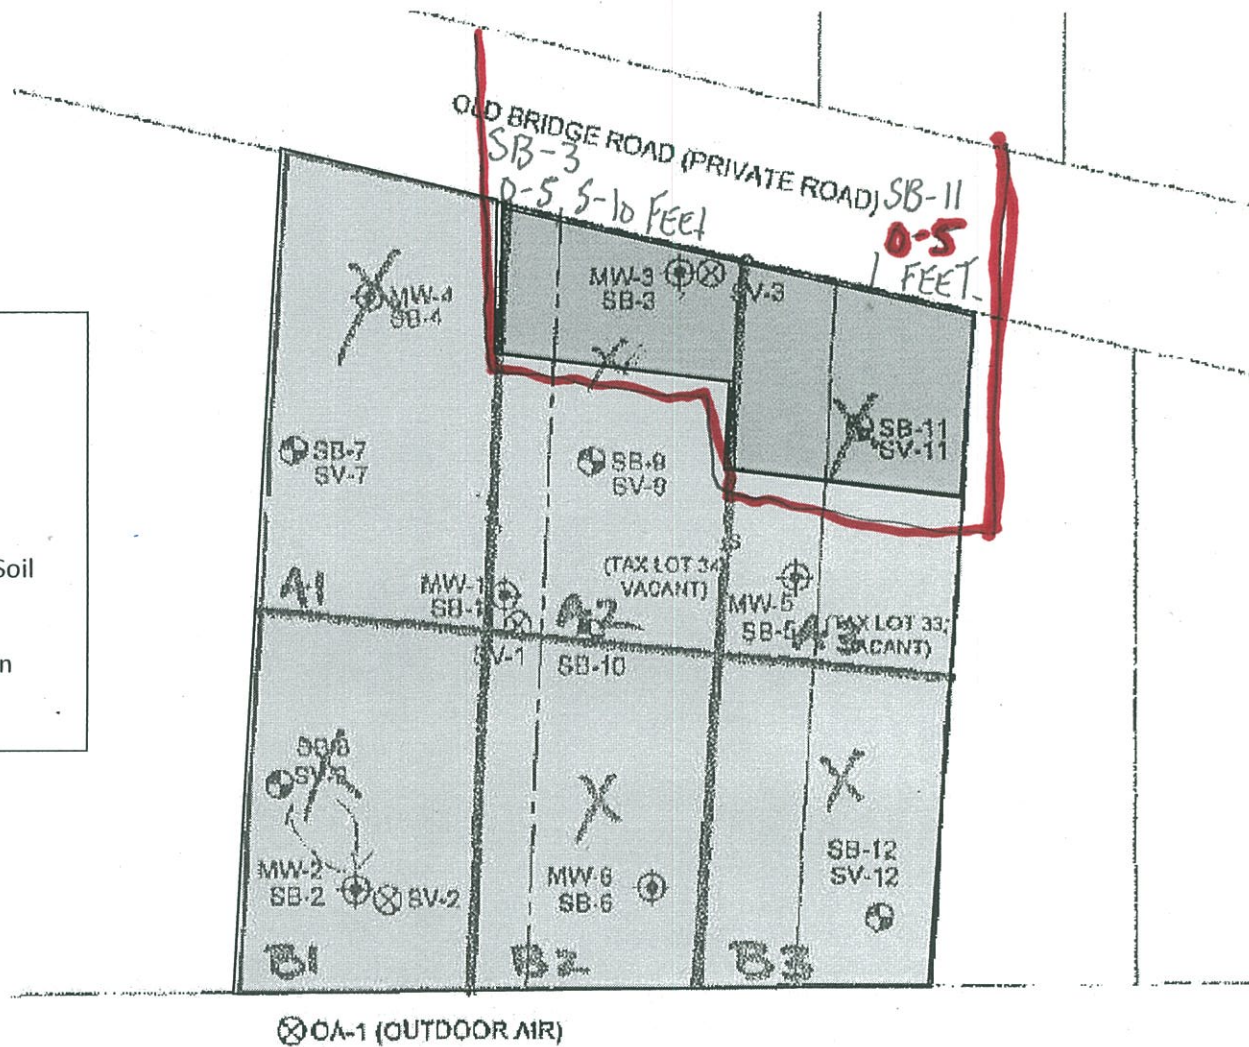 OLD BRIDGE ROAD (PRIVATE ROAD)
SB-3
0-5 5-10 FEET
SB-11
0-5
FEET
MW-3
SB-3
V-3
MW-4
SB-4
SB-11
SV-11
SB-7
SV-7
SB-9
SV-9
Soil
n
A1
MW-1
SB-1
SV-1
A2
SB-10
(TAX LOT 34
VACANT)
S
MW-5
SB-5
A3
(TAX LOT 33,
VACANT)
SB-8
SV-8
MW-2
SB-2
SV-2
MW-6
SB-6
SB-12
SV-12
B1
B2
B3
OA-1 (OUTDOOR AIR)